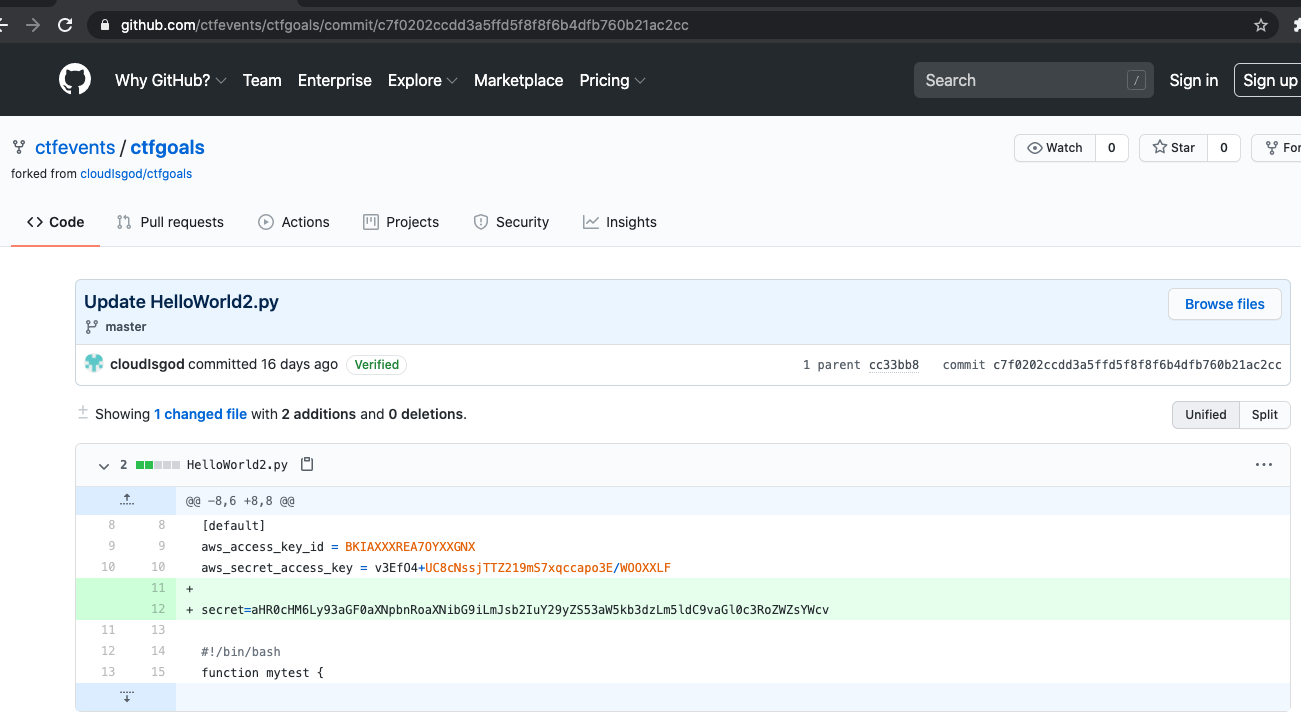 github.com/ctfevents/ctfgoals/commit/c7f0202ccdd3a5ffd5f8f8f6b4dfb760b21ac2cc
Why GitHub? Team Enterprise Explore Marketplace Pricing Search / Sign in Sign up
ctfevents / ctfgoals Watch 0 Star 0 For
forked from cloudIsgod/ctfgoals
Code Pull requests Actions Projects Security Insights
Update HelloWorld2.py Browse files
master
cloudIsgod committed 16 days ago Verified 1 parent cc33bb8 commit c7f0202ccdd3a5ffd5f8f8f6b4dfb760b21ac2cc
Showing 1 changed file with 2 additions and 0 deletions. Unified Split
2 HelloWorld2.py
@@ -8,6 +8,8 @@
8 8 [default]
9 9 aws_access_key_id = BKIAXXXREA7OYXXGNX
10 10 aws_secret_access_key = v3EfO4+UC8cNssjTTZ219mS7xqccapo3E/WOOXXLF
11 +
12 + secret=aHR0cHM6Ly93aGF0aXNpbnRoaXNibG9iLmJsb2IuY29yZS53aW5kb3dzLm5ldC9vaGl0c3RoZWZsYWcv
11 13
12 14 #!/bin/bash
13 15 function mytest {